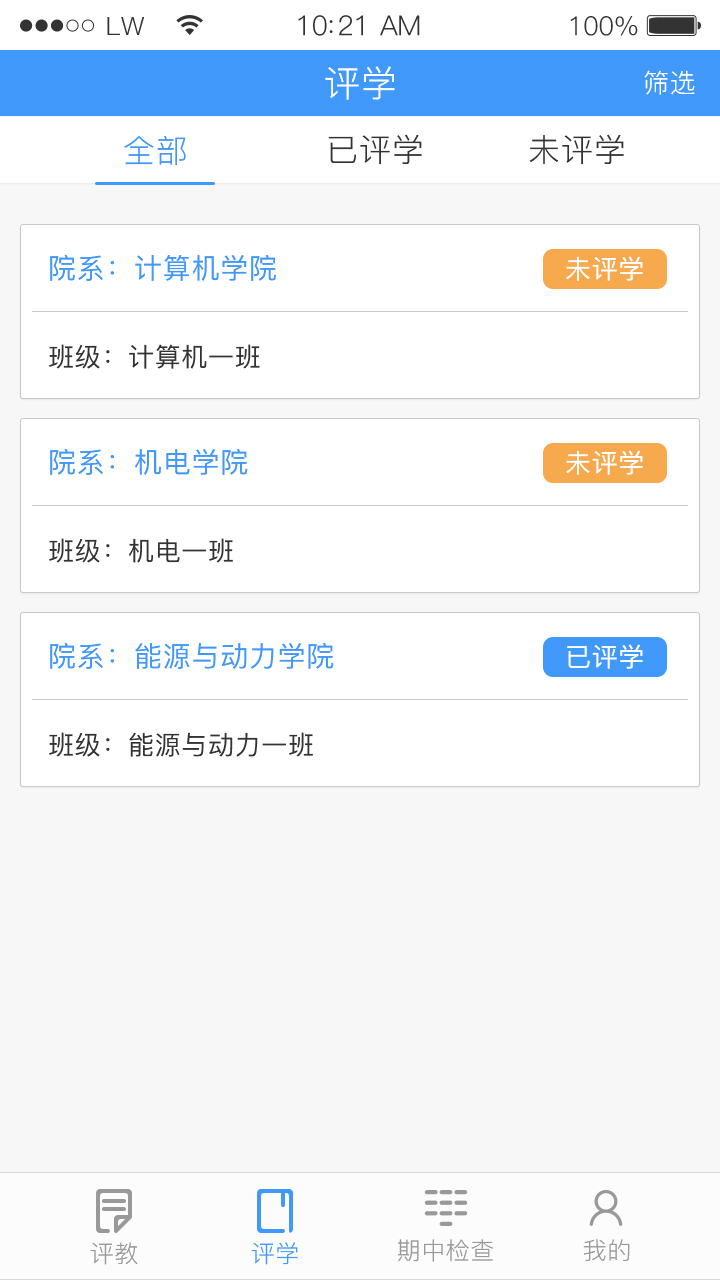 LW 10:21 AM 100%
评学 筛选
全部 已评学 未评学
院系：计算机学院 未评学
班级：计算机一班
院系：机电学院 未评学
班级：机电一班
院系：能源与动力学院 已评学
班级：能源与动力一班
评教 评学 期中检查 我的